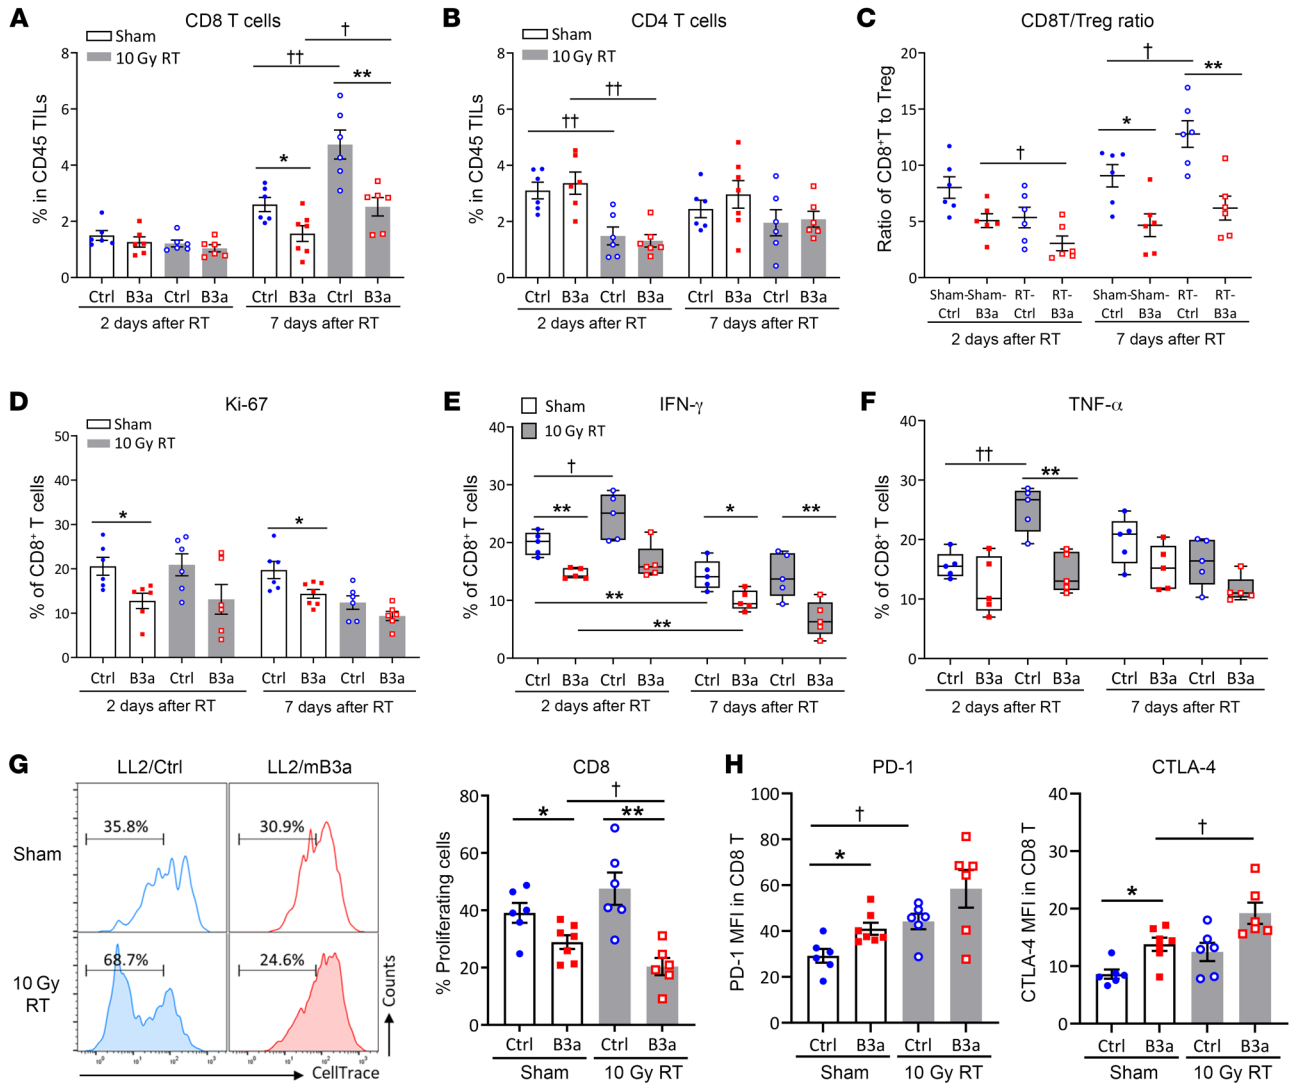 A
CD8 T cells
Sham
10 Gy RT
†
††
**
*
% in CD45 TILs
8
6
4
2
0
Ctrl B3a Ctrl B3a Ctrl B3a Ctrl B3a
2 days after RT 7 days after RT
B
CD4 T cells
Sham
10 Gy RT
††
††
% in CD45 TILs
8
6
4
2
0
Ctrl B3a Ctrl B3a Ctrl B3a Ctrl B3a
2 days after RT 7 days after RT
C
CD8T/Treg ratio
†
**
*
†
Ratio of CD8⁺T to Treg
20
15
10
5
0
Sham- Sham- RT- RT- Sham- Sham- RT- RT-
Ctrl B3a Ctrl B3a Ctrl B3a Ctrl B3a
2 days after RT 7 days after RT
D
Ki-67
Sham
10 Gy RT
* *
% of CD8⁺ T cells
50
40
30
20
10
0
Ctrl B3a Ctrl B3a Ctrl B3a Ctrl B3a
2 days after RT 7 days after RT
E
IFN-γ
Sham
10 Gy RT
†
** * **
**
**
% of CD8⁺ T cells
40
30
20
10
0
Ctrl B3a Ctrl B3a Ctrl B3a Ctrl B3a
2 days after RT 7 days after RT
F
TNF-α
††
**
% of CD8⁺ T cells
40
30
20
10
0
Ctrl B3a Ctrl B3a Ctrl B3a Ctrl B3a
2 days after RT 7 days after RT
G
LL2/Ctrl LL2/mB3a
Sham
35.8% 30.9%
10 Gy
RT
68.7% 24.6%
10⁰ 10² 10³ 10⁰ 10² 10³
Counts
CellTrace
CD8
†
* **
% Proliferating cells
80
60
40
20
0
Ctrl B3a Ctrl B3a
Sham 10 Gy RT
H
PD-1
†
*
PD-1 MFI in CD8 T
100
80
60
40
20
0
Ctrl B3a Ctrl B3a
Sham 10 Gy RT
CTLA-4
†
*
CTLA-4 MFI in CD8 T
40
30
20
10
0
Ctrl B3a Ctrl B3a
Sham 10 Gy RT